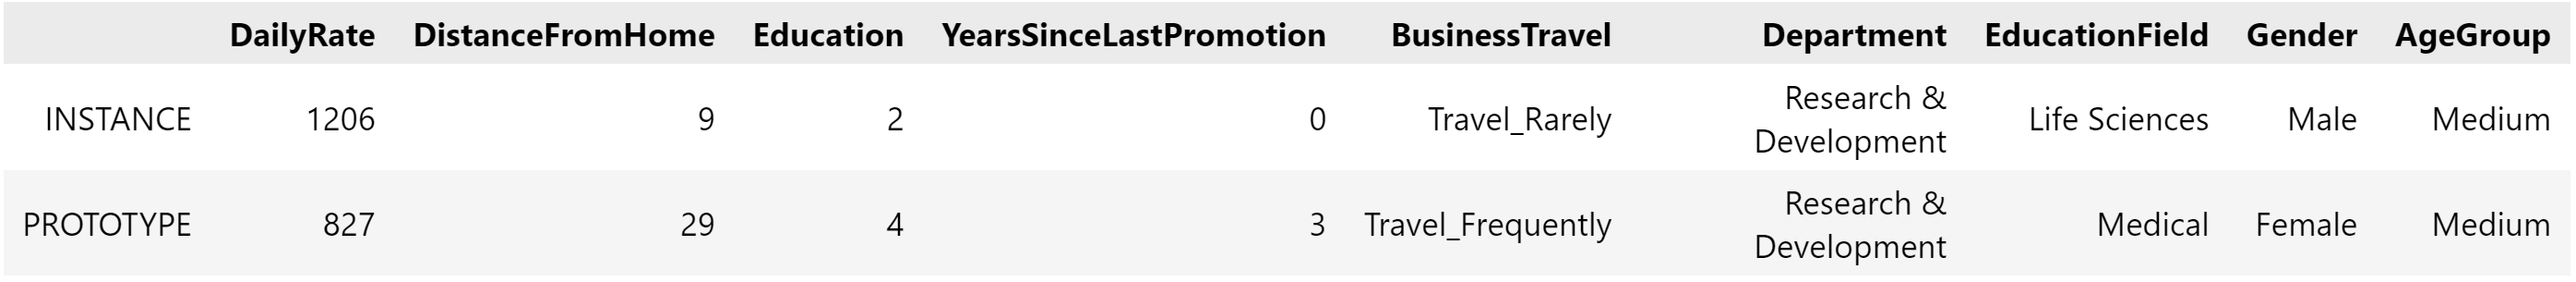 DailyRate DistanceFromHome Education YearsSinceLastPromotion BusinessTravel Department EducationField Gender AgeGroup
INSTANCE 1206 9 2 0 Travel_Rarely Research & Development Life Sciences Male Medium
PROTOTYPE 827 29 4 3 Travel_Frequently Research & Development Medical Female Medium